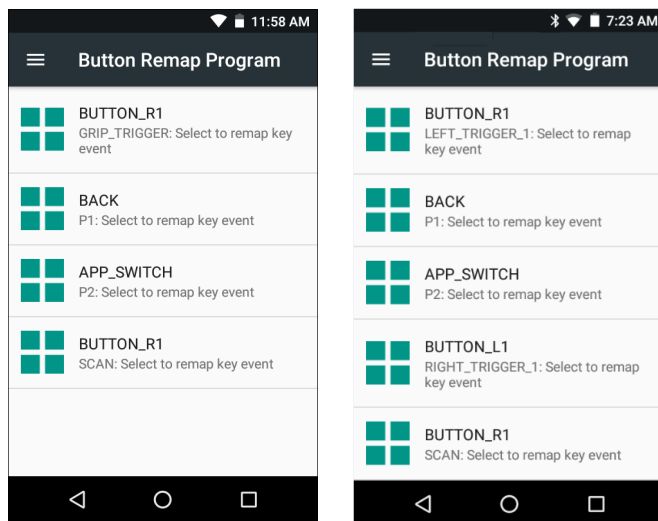 11:58 AM
Button Remap Program
BUTTON_R1
GRIP_TRIGGER: Select to remap key
event
BACK
P1: Select to remap key event
APP_SWITCH
P2: Select to remap key event
BUTTON_R1
SCAN: Select to remap key event
7:23 AM
Button Remap Program
BUTTON_R1
LEFT_TRIGGER_1: Select to remap
key event
BACK
P1: Select to remap key event
APP_SWITCH
P2: Select to remap key event
BUTTON_L1
RIGHT_TRIGGER_1: Select to remap
key event
BUTTON_R1
SCAN: Select to remap key event